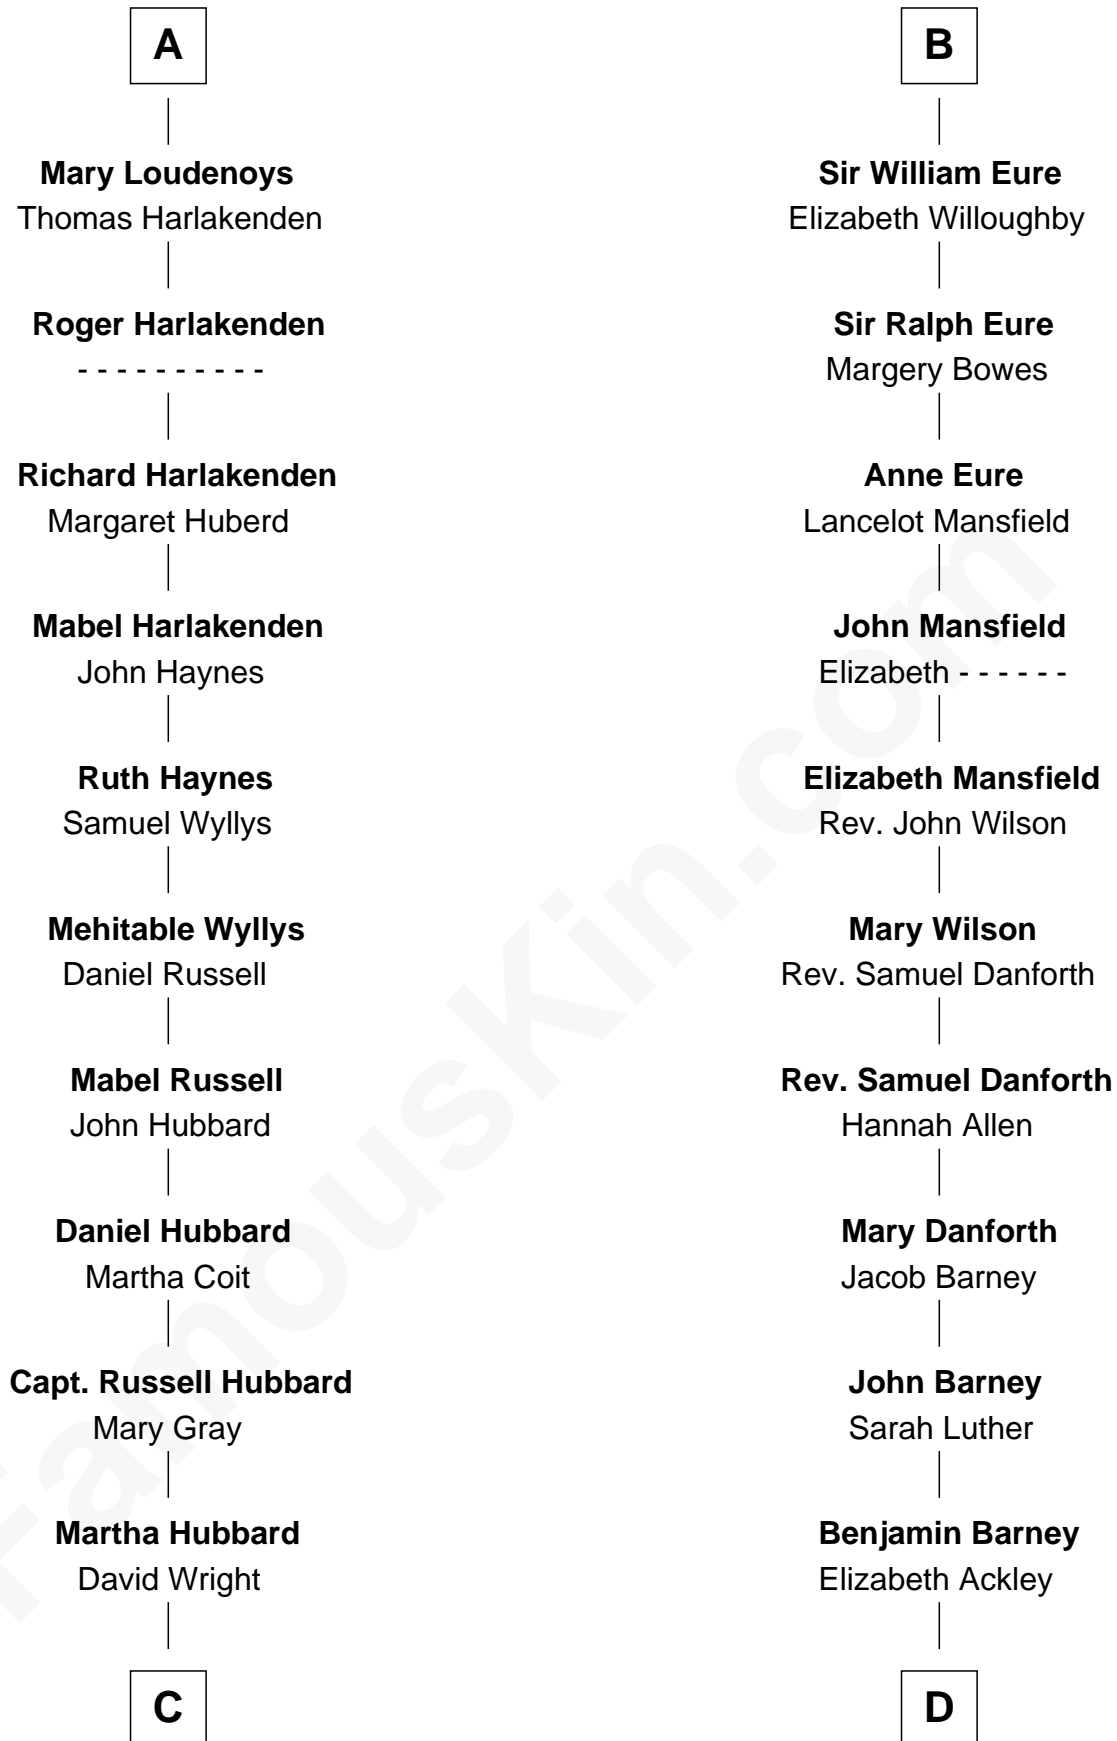 A
Mary Loudenoys
Thomas Harlakenden
Roger Harlakenden
- - - - - - - - - -
Richard Harlakenden
Margaret Huberd
Mabel Harlakenden
John Haynes
Ruth Haynes
Samuel Wyllys
Mehitable Wyllys
Daniel Russell
Mabel Russell
John Hubbard
Daniel Hubbard
Martha Coit
Capt. Russell Hubbard
Mary Gray
Martha Hubbard
David Wright
C
B
Sir William Eure
Elizabeth Willoughby
Sir Ralph Eure
Margery Bowes
Anne Eure
Lancelot Mansfield
John Mansfield
Elizabeth - - - - - -
Elizabeth Mansfield
Rev. John Wilson
Mary Wilson
Rev. Samuel Danforth
Rev. Samuel Danforth
Hannah Allen
Mary Danforth
Jacob Barney
John Barney
Sarah Luther
Benjamin Barney
Elizabeth Ackley
D
FamousKin.com